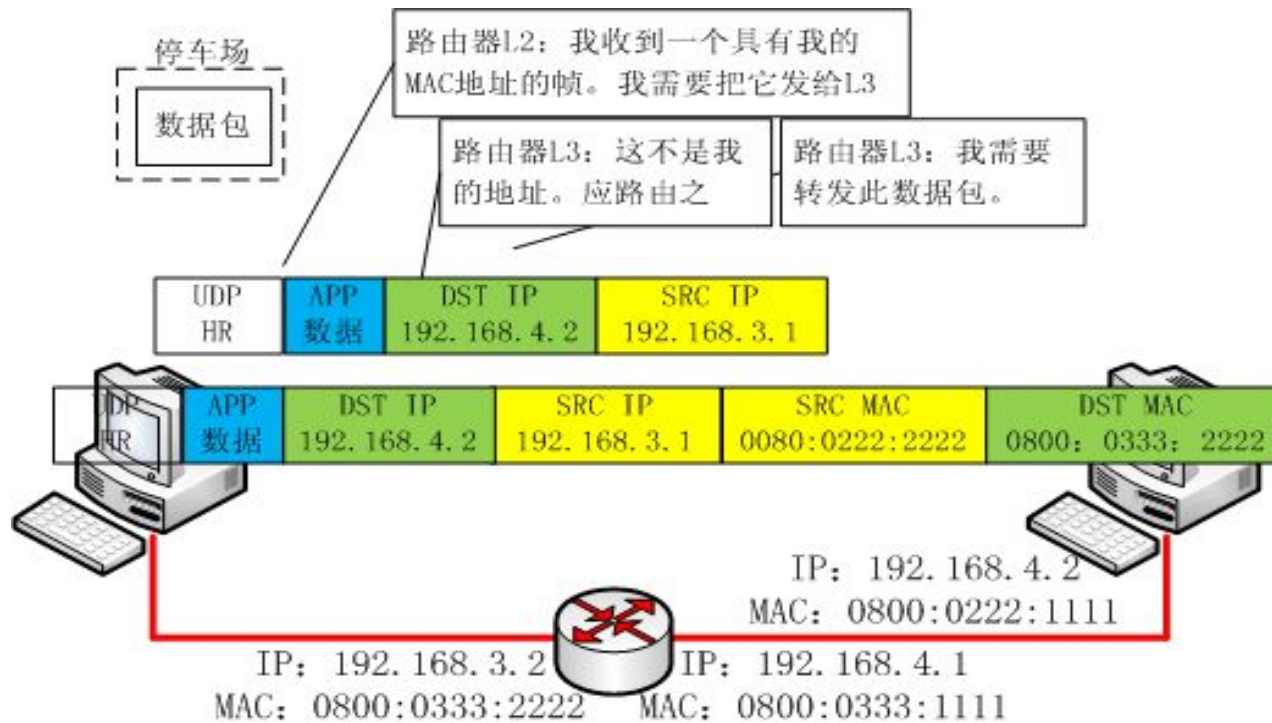 停车场
数据包
路由器L2：我收到一个具有我的
MAC地址的帧。我需要把它发给L3
路由器L3：这不是我
的地址。应路由之
路由器L3：我需要
转发此数据包。
UDP
HR
APP
数据
DST IP
192.168.4.2
SRC IP
192.168.3.1
UDP
HR
APP
数据
DST IP
192.168.4.2
SRC IP
192.168.3.1
SRC MAC
0080:0222:2222
DST MAC
0800：0333：2222
IP：192.168.4.2
MAC：0800:0222:1111
IP：192.168.3.2
MAC：0800:0333:2222
IP：192.168.4.1
MAC：0800:0333:1111